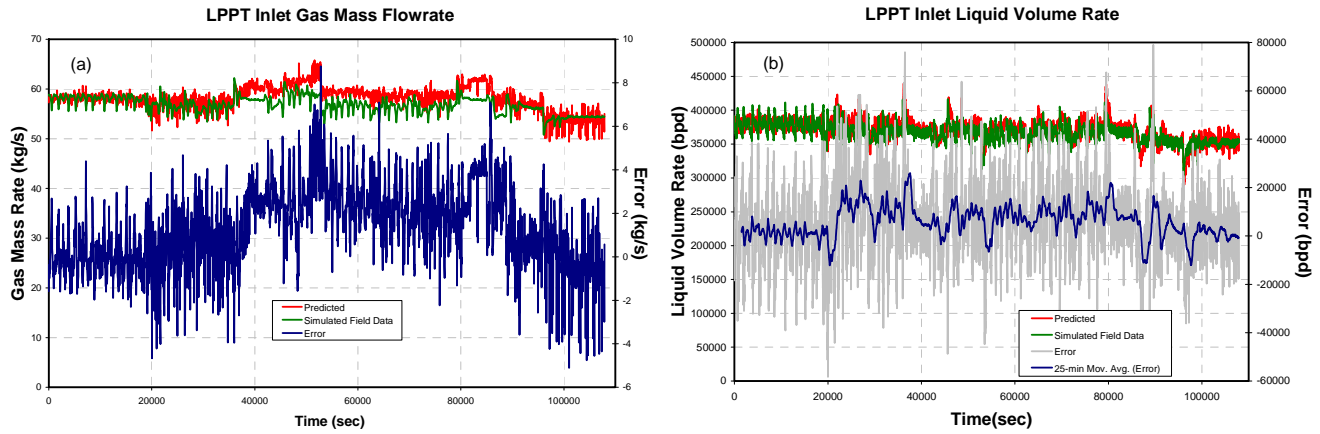 LPPT Inlet Gas Mass Flowrate
(a)
Gas Mass Rate (kg/s)
70
60
50
40
30
20
10
0
Error (kg/s)
10
8
6
4
2
0
-2
-4
-6
Predicted
Simulated Field Data
Error
0
20000
40000
60000
80000
100000
Time (sec)
LPPT Inlet Liquid Volume Rate
(b)
Liquid Volume Rate (bpd)
500000
450000
400000
350000
300000
250000
200000
150000
100000
50000
0
Error (bpd)
80000
60000
40000
20000
0
-20000
-40000
-60000
Predicted
Simulated Field Data
Error
25-min Mov. Avg. (Error)
0
20000
40000
60000
80000
100000
Time(sec)